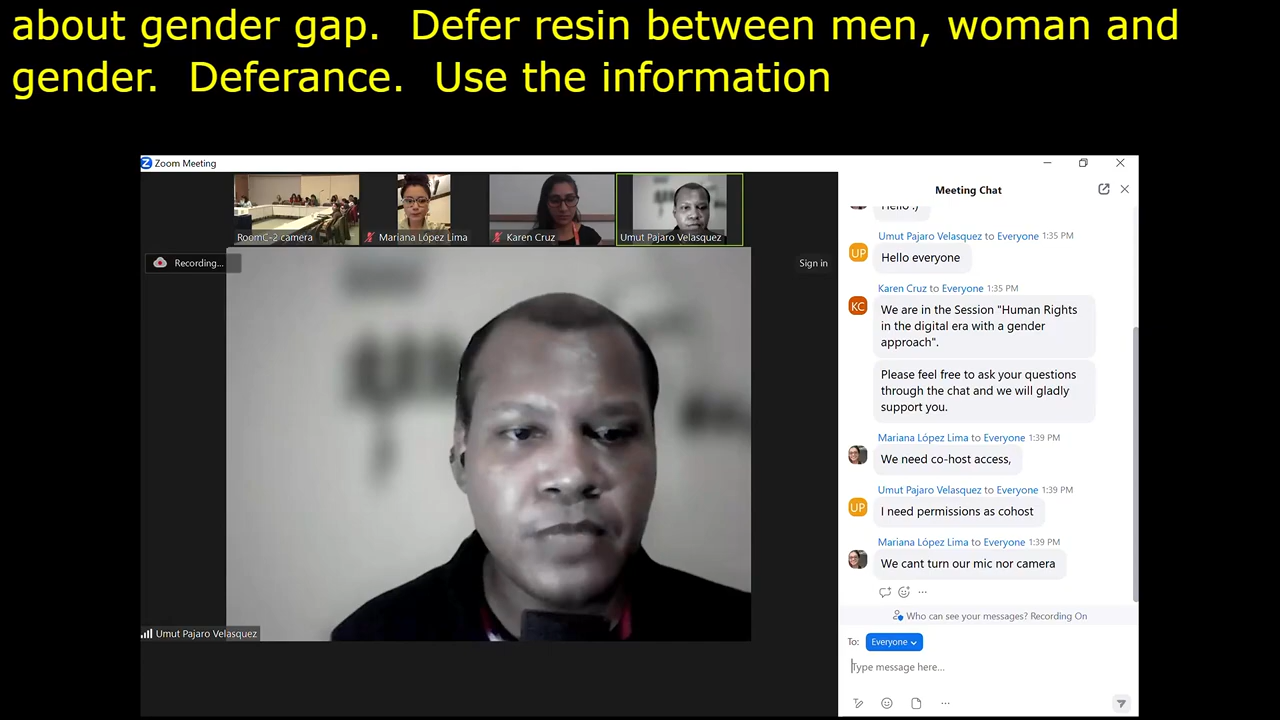 about gender gap.  Defer resin between men, woman and
gender.  Deferance.  Use the information
Zoom Meeting
RoomC-2 camera
Mariana López Lima
Karen Cruz
Umut Pajaro Velasquez
Recording...
Sign in
Umut Pajaro Velasquez
Meeting Chat
Hello :)
Umut Pajaro Velasquez to Everyone 1:35 PM
UP
Hello everyone
Karen Cruz to Everyone 1:35 PM
KC
We are in the Session "Human Rights
in the digital era with a gender
approach".
Please feel free to ask your questions
through the chat and we will gladly
support you.
Mariana López Lima to Everyone 1:39 PM
We need co-host access,
Umut Pajaro Velasquez to Everyone 1:39 PM
UP
I need permissions as cohost
Mariana López Lima to Everyone 1:39 PM
We cant turn our mic nor camera
Who can see your messages? Recording On
To: Everyone
Type message here...